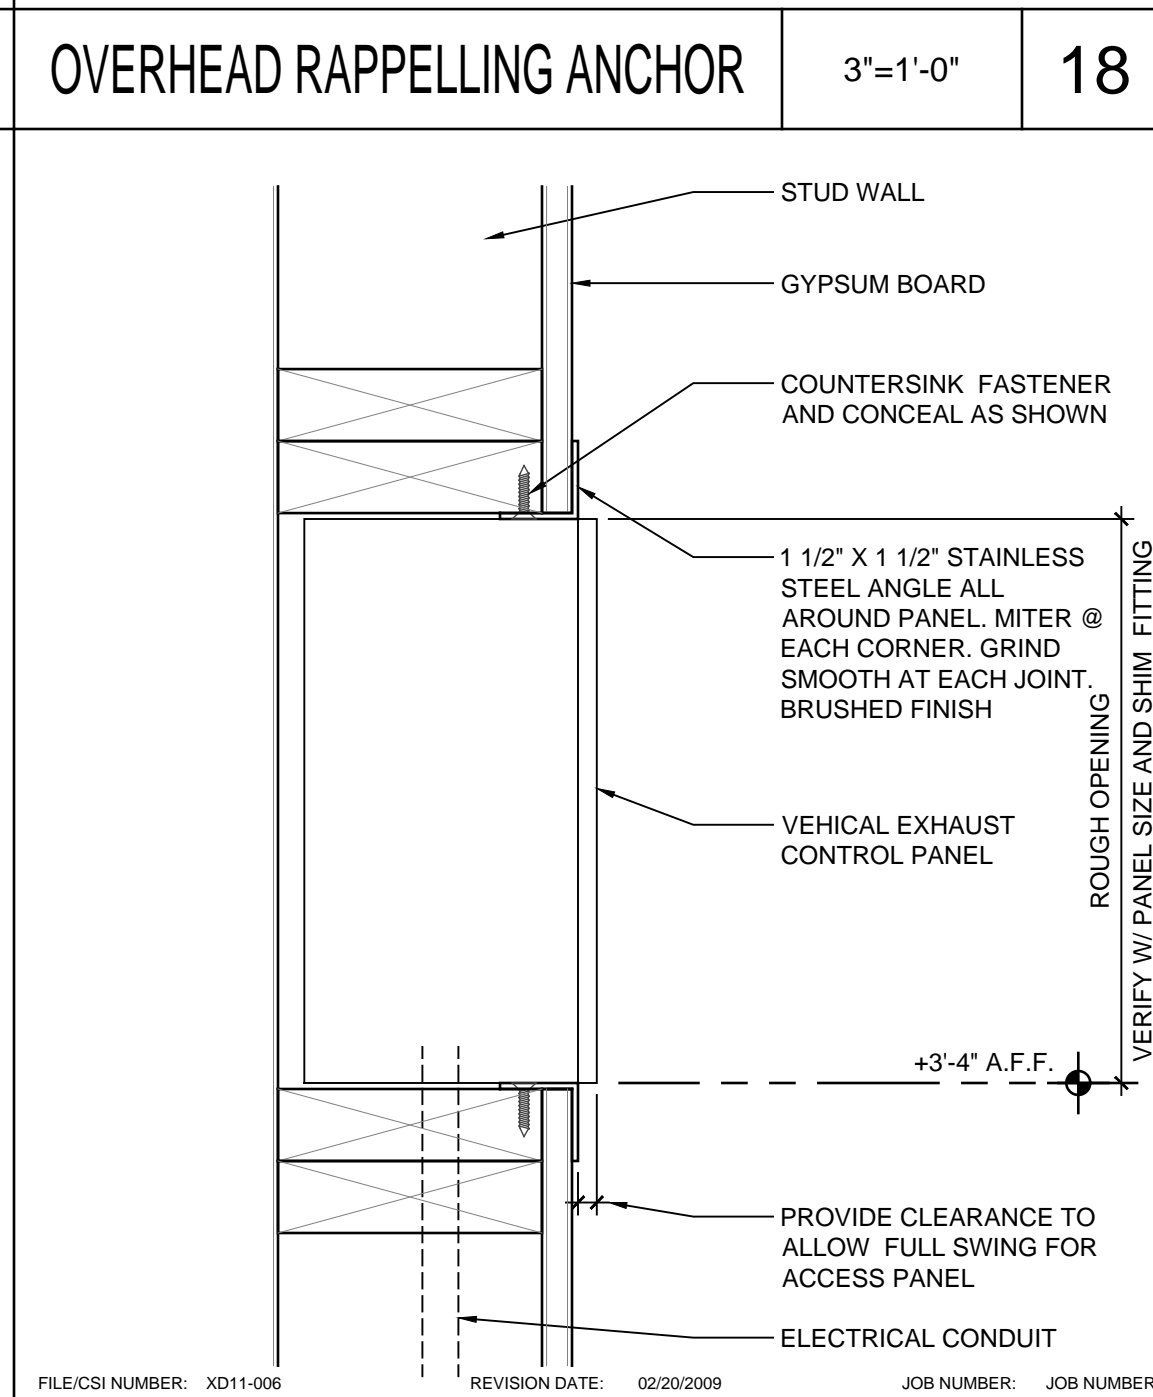 OVERHEAD RAPPELLING ANCHOR
3"=1'-0"
18
STUD WALL
GYPSUM BOARD
COUNTERSINK  FASTENER
AND CONCEAL AS SHOWN
1 1/2" X 1 1/2" STAINLESS
STEEL ANGLE ALL
AROUND PANEL. MITER @
EACH CORNER. GRIND
SMOOTH AT EACH JOINT.
BRUSHED FINISH
ROUGH OPENING
VERIFY W/ PANEL SIZE AND SHIM  FITTING
VEHICAL EXHAUST
CONTROL PANEL
+3'-4" A.F.F.
PROVIDE CLEARANCE TO
ALLOW  FULL SWING FOR
ACCESS PANEL
ELECTRICAL CONDUIT
FILE/CSI NUMBER: XD11-006
REVISION DATE: 02/20/2009
JOB NUMBER: JOB NUMBER